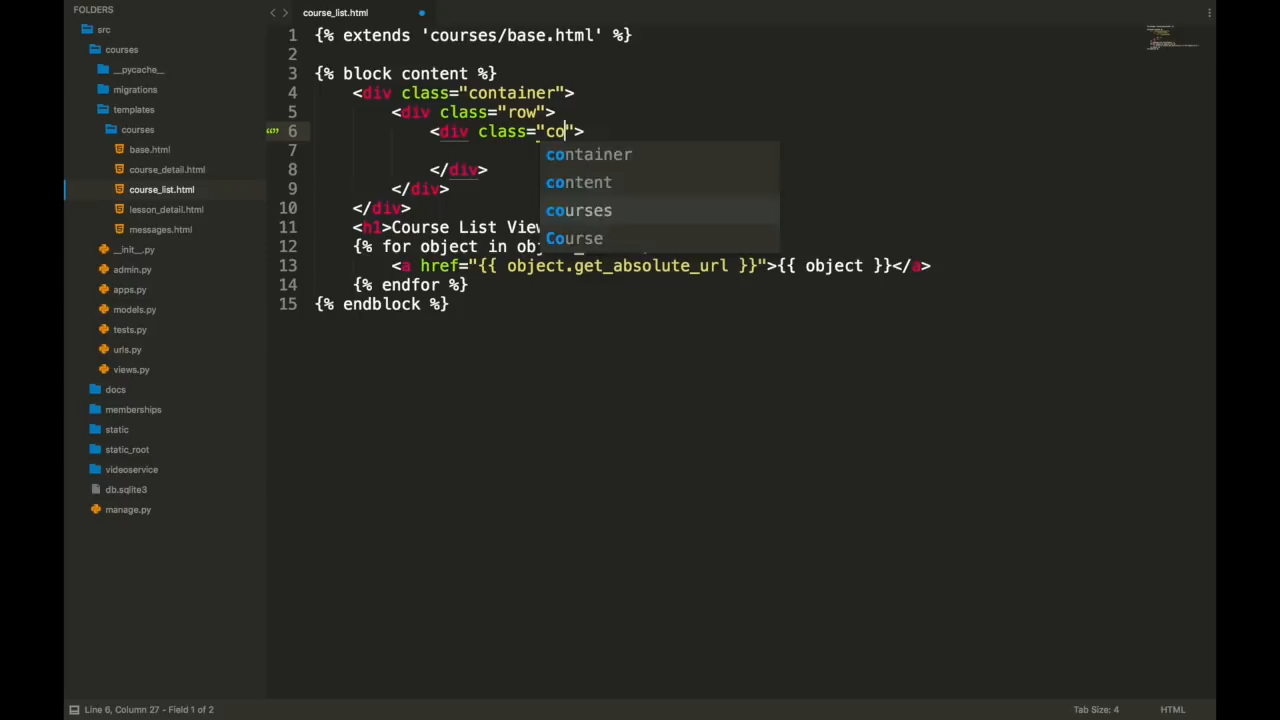 FOLDERS
src
courses
__pycache__
migrations
templates
courses
base.html
course_detail.html
course_list.html
lesson_detail.html
messages.html
__init__.py
admin.py
apps.py
models.py
tests.py
urls.py
views.py
docs
memberships
static
static_root
videoservice
db.sqlite3
manage.py
course_list.html
1 {% extends 'courses/base.html' %}
2
3 {% block content %}
4 <div class="container">
5 <div class="row">
6 <div class="co">
7
8 </div>
9 </div>
10 </div>
11 <h1>Course List Vie
12 {% for object in obj
13 <a href="{{ object.get_absolute_url }}">{{ object }}</a>
14 {% endfor %}
15 {% endblock %}
container
content
courses
Course
Line 6, Column 27 - Field 1 of 2
Tab Size: 4
HTML